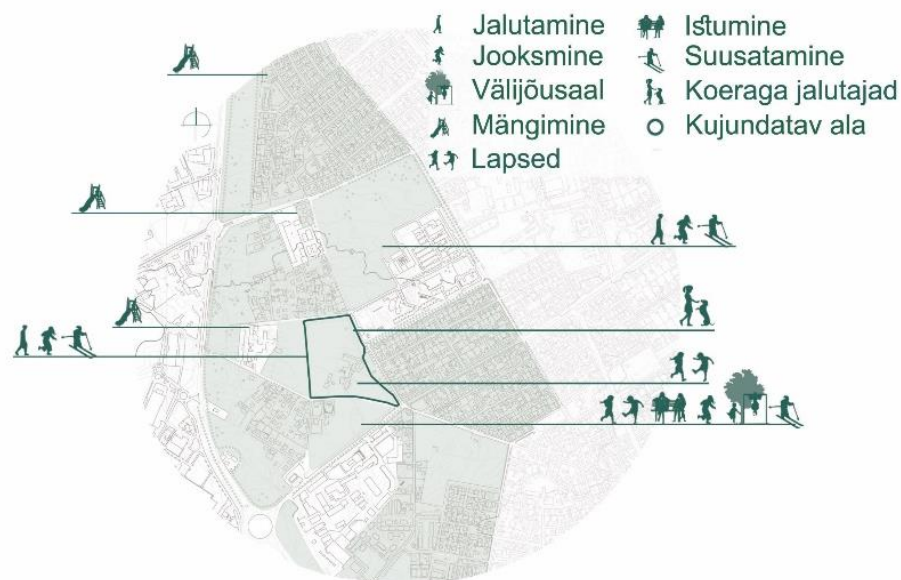 Jalutamine
Jooksmine
Välijõusaal
Mängimine
Lapsed
Istumine
Suusatamine
Koeraga jalutajad
Kujundatav ala